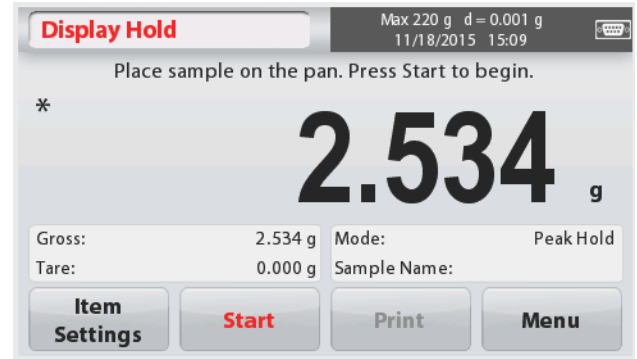 Display Hold
Max 220 g d = 0.001 g
11/18/2015 15:09
Place sample on the pan. Press Start to begin.
*
2.534 g
Gross: 2.534 g Mode: Peak Hold
Tare: 0.000 g Sample Name:
Item
Settings
Start
Print
Menu